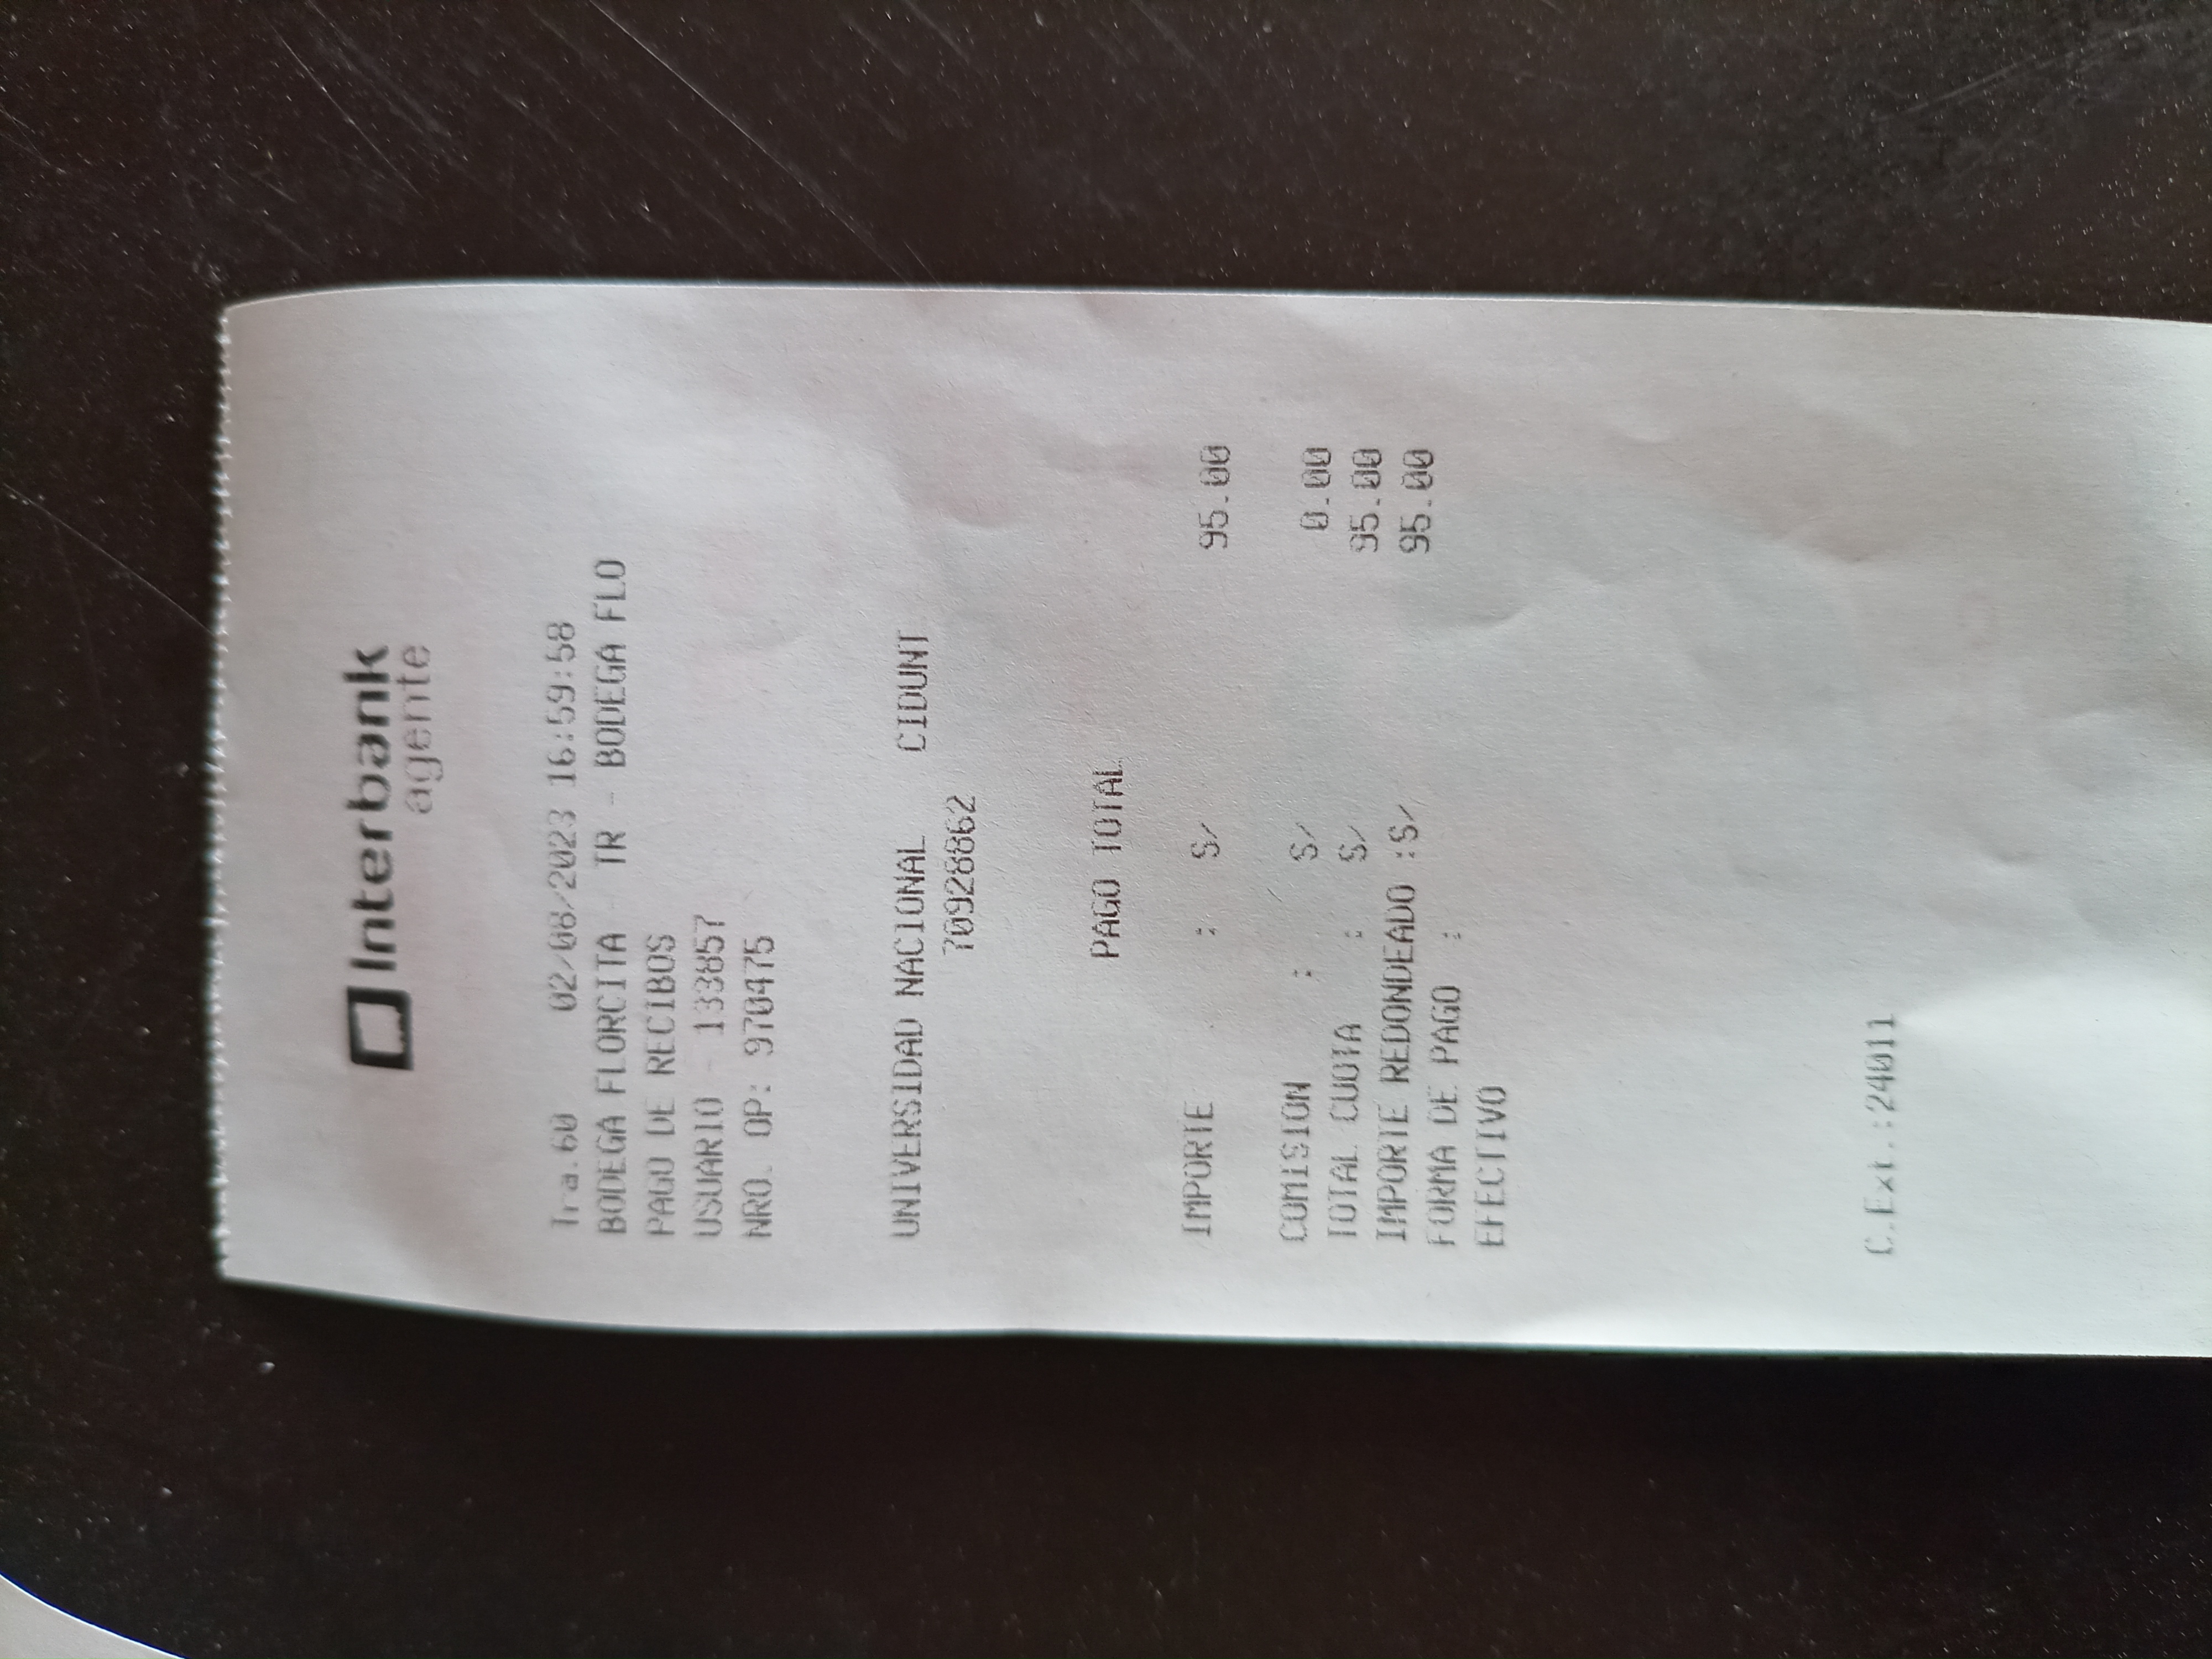 Interbank
agente
Tra.60 02/08/2023 16:59:58
BODEGA FLORCITA - TR - BODEGA FLO
PAGO DE RECIBOS
USUARIO - 133857
NRO. OP: 970475
UNIVERSIDAD NACIONAL CIDUNT
70928862
PAGO TOTAL
IMPORTE : S/ 95.00
COMISION : S/ 0.00
TOTAL CUOTA : S/ 95.00
IMPORTE REDONDEADO :S/ 95.00
FORMA DE PAGO :
EFECTIVO
C.Ext.:24011